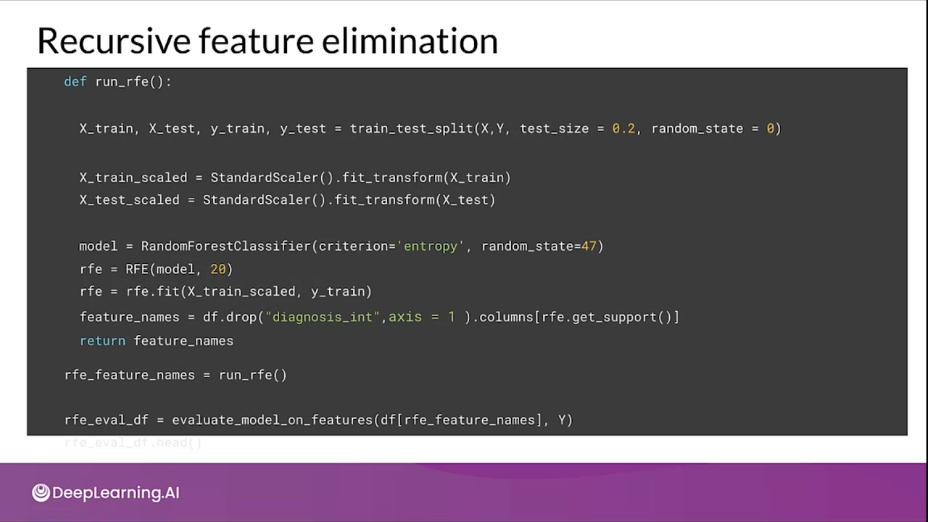 Recursive feature elimination
def run_rfe():
X_train, X_test, y_train, y_test = train_test_split(X,Y, test_size = 0.2, random_state = 0)
X_train_scaled = StandardScaler().fit_transform(X_train)
X_test_scaled = StandardScaler().fit_transform(X_test)
model = RandomForestClassifier(criterion='entropy', random_state=47)
rfe = RFE(model, 20)
rfe = rfe.fit(X_train_scaled, y_train)
feature_names = df.drop("diagnosis_int",axis = 1 ).columns[rfe.get_support()]
return feature_names
rfe_feature_names = run_rfe()
rfe_eval_df = evaluate_model_on_features(df[rfe_feature_names], Y)
rfe_eval_df.head()
DeepLearning.AI